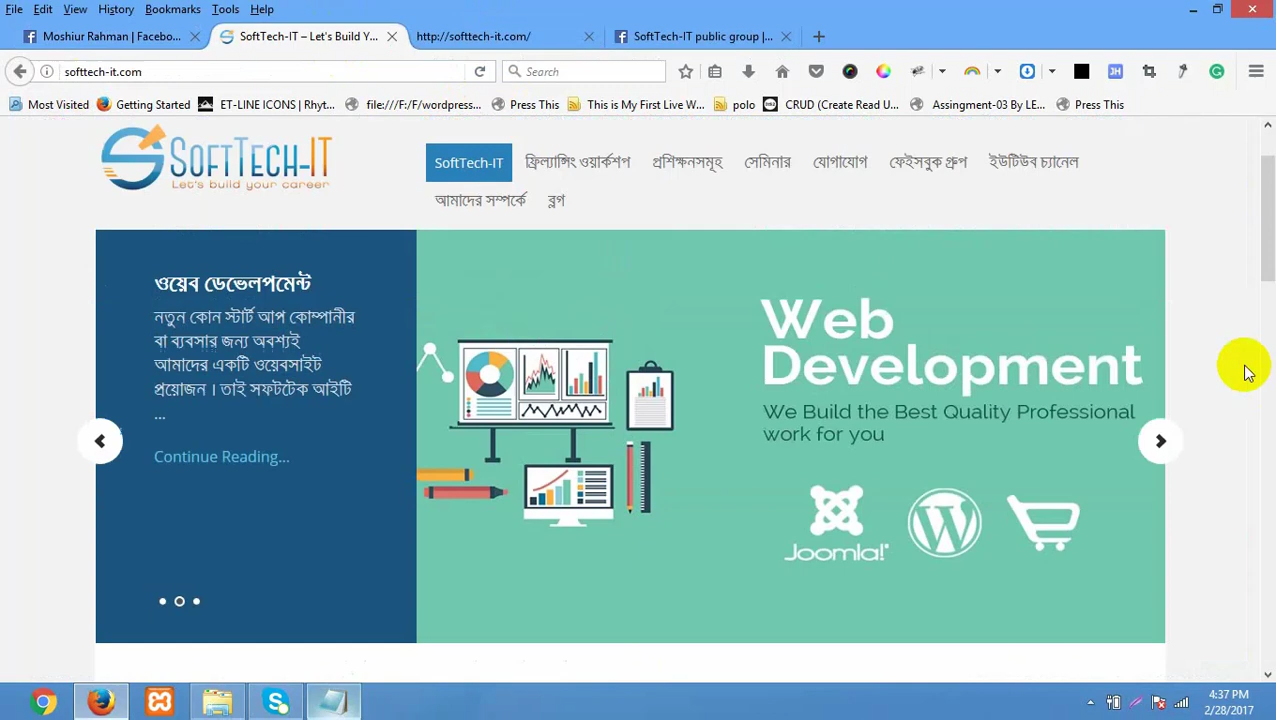 File Edit View History Bookmarks Tools Help
Moshiur Rahman | Facebo... SoftTech-IT – Let's Build Y... http://softtech-it.com/ SoftTech-IT public group |...
softtech-it.com Search
Most Visited Getting Started ET-LINE ICONS | Rhyt... file:///F:/F/wordpress... Press This This is My First Live W... polo CRUD (Create Read U... Assingment-03 By LE... Press This
SOFTTECH-IT
Let's build your career
SoftTech-IT ফ্রিল্যান্সিং ওয়ার্কশপ প্রশিক্ষনসমূহ সেমিনার যোগাযোগ ফেইসবুক গ্রুপ ইউটিউব চ্যানেল
আমাদের সম্পর্কে ব্লগ
ওয়েব ডেভেলপমেন্ট
নতুন কোন স্টার্ট আপ কোম্পানীর
বা ব্যবসার জন্য অবশ্যই
আমাদের একটি ওয়েবসাইট
প্রয়োজন । তাই সফটটেক আইটি
...
Continue Reading...
Web
Development
We Build the Best Quality Professional
work for you
Joomla!
4:37 PM
2/28/2017